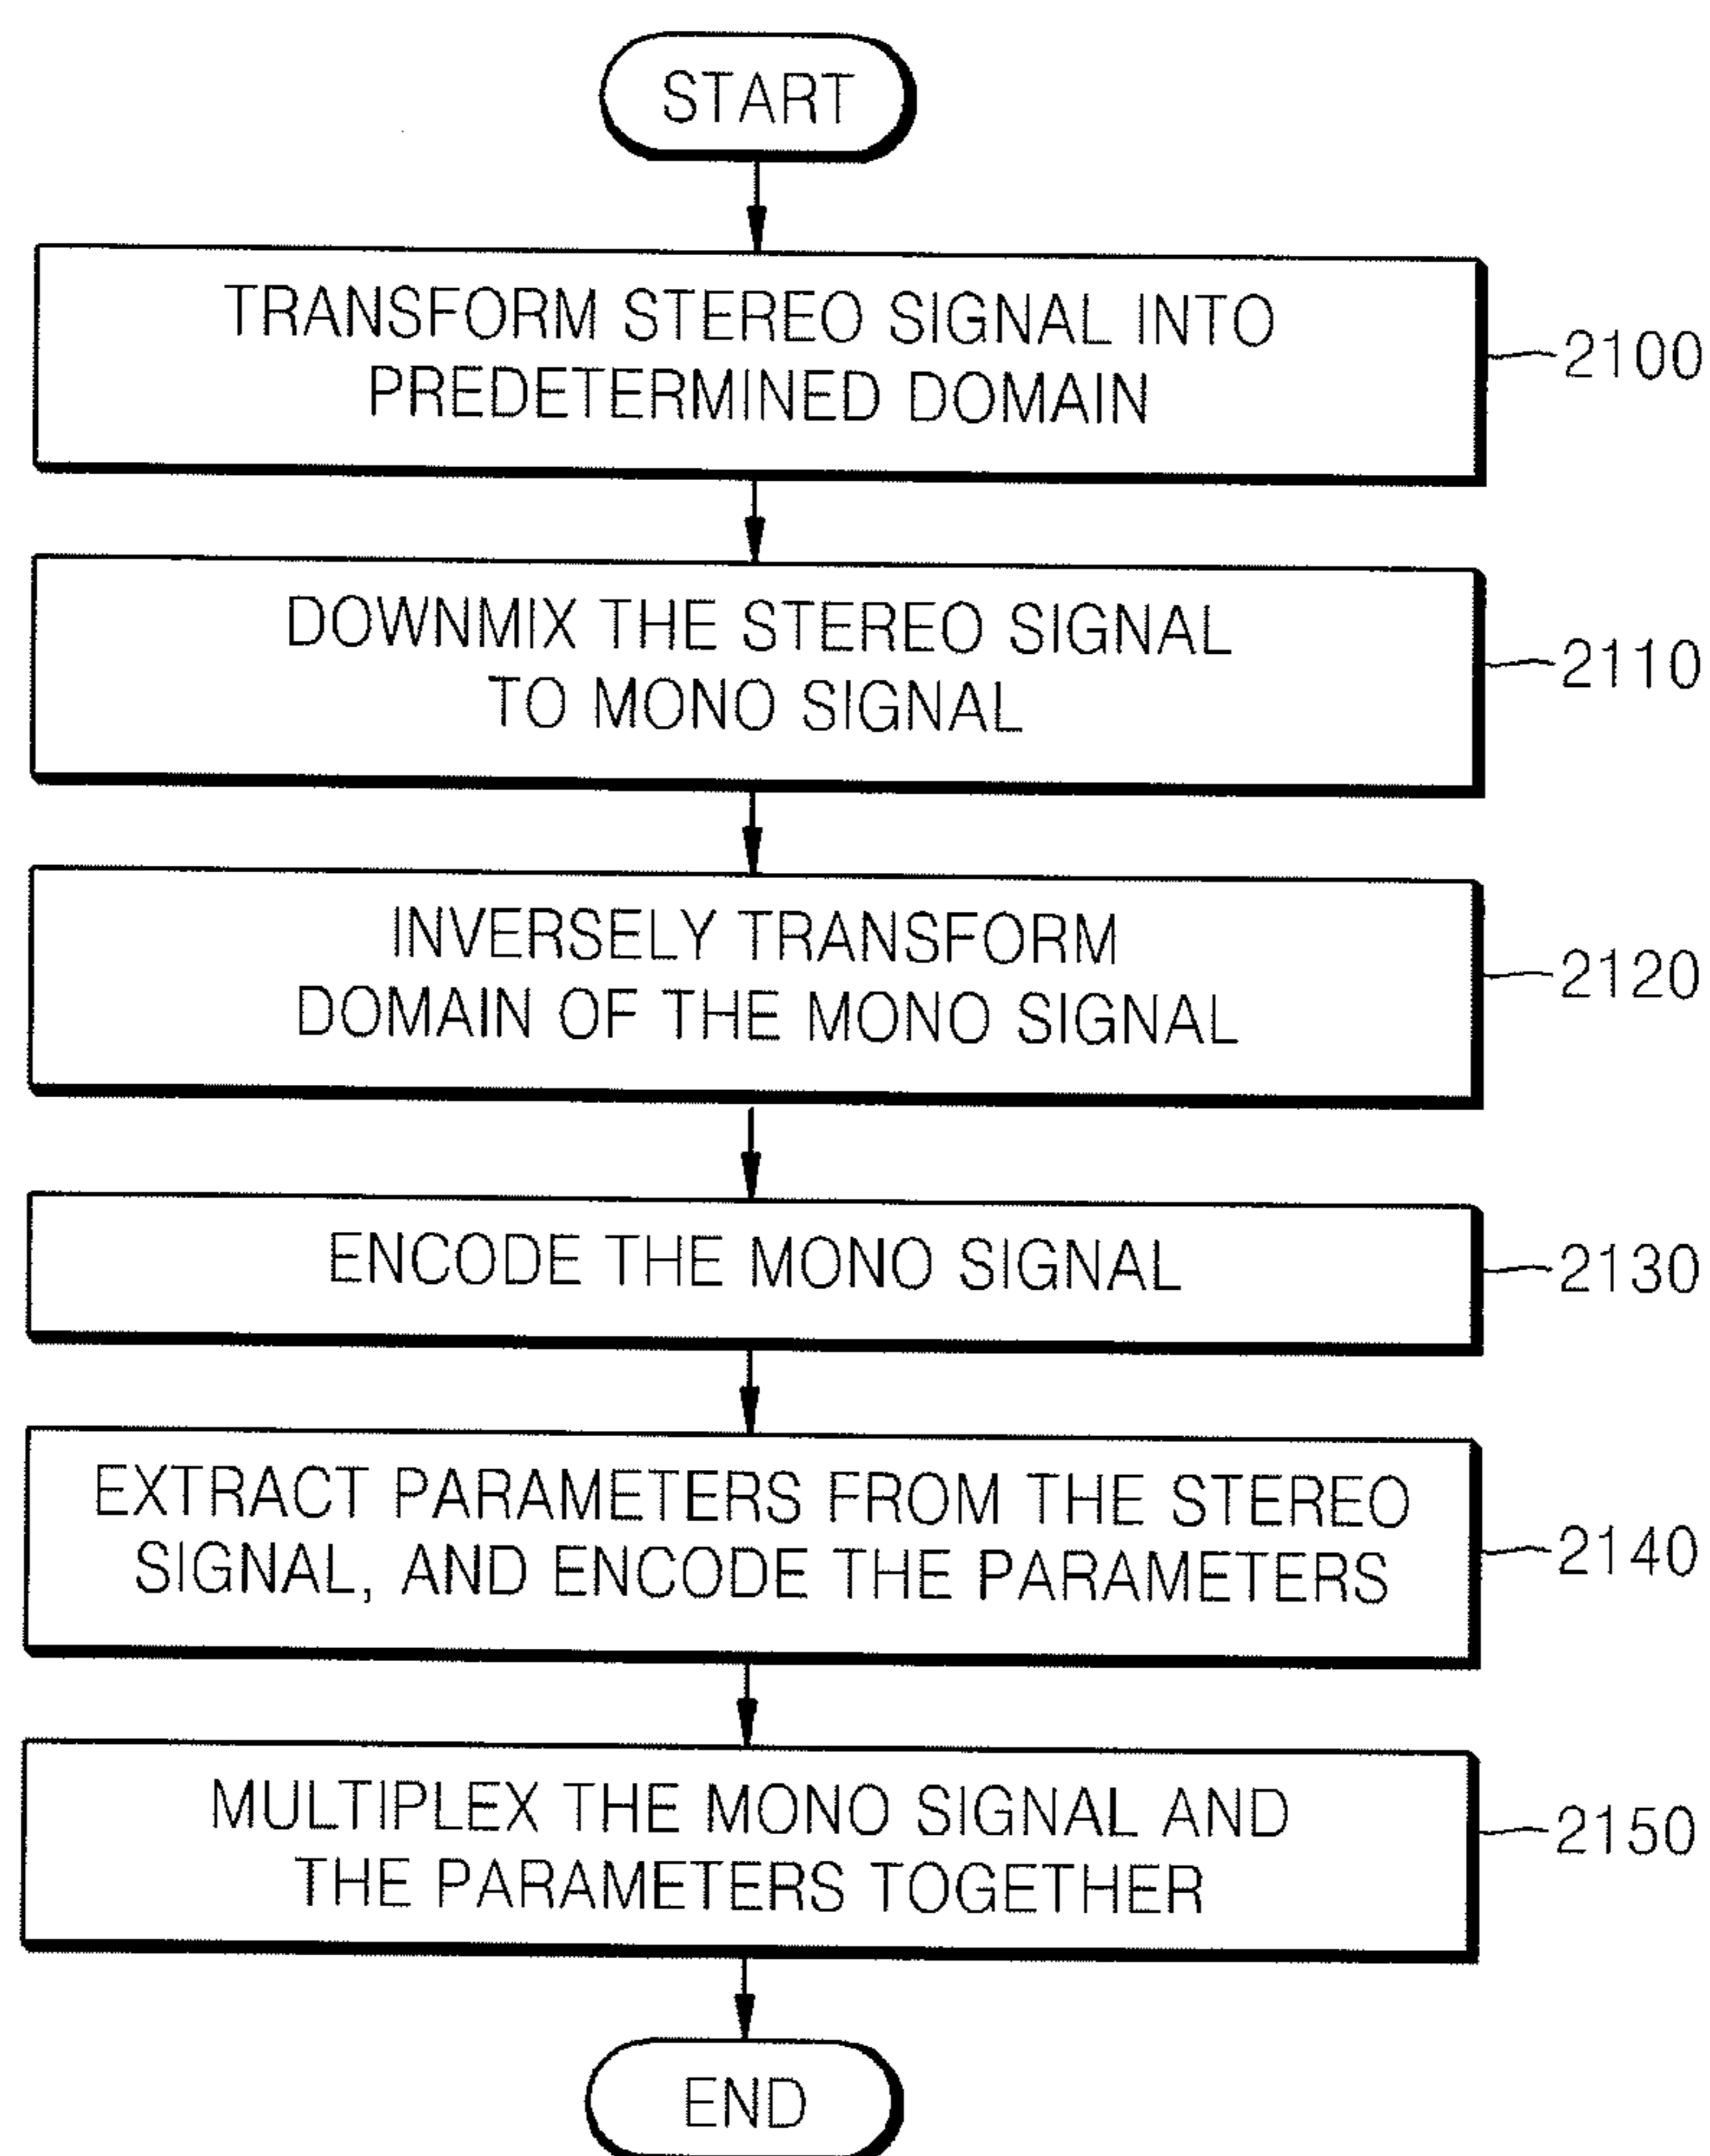 START
TRANSFORM STEREO SIGNAL INTO
PREDETERMINED DOMAIN
2100
DOWNMIX THE STEREO SIGNAL
TO MONO SIGNAL
2110
INVERSELY TRANSFORM
DOMAIN OF THE MONO SIGNAL
2120
ENCODE THE MONO SIGNAL
2130
EXTRACT PARAMETERS FROM THE STEREO
SIGNAL, AND ENCODE THE PARAMETERS
2140
MULTIPLEX THE MONO SIGNAL AND
THE PARAMETERS TOGETHER
2150
END